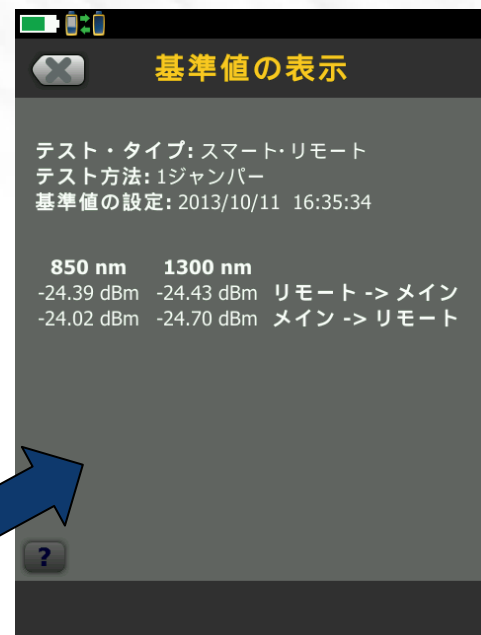 基準値の表示
テスト・タイプ: スマート・リモート
テスト方法: 1ジャンパー
基準値の設定: 2013/10/11 16:35:34
850 nm 1300 nm
-24.39 dBm -24.43 dBm リモート -> メイン
-24.02 dBm -24.70 dBm メイン -> リモート
?